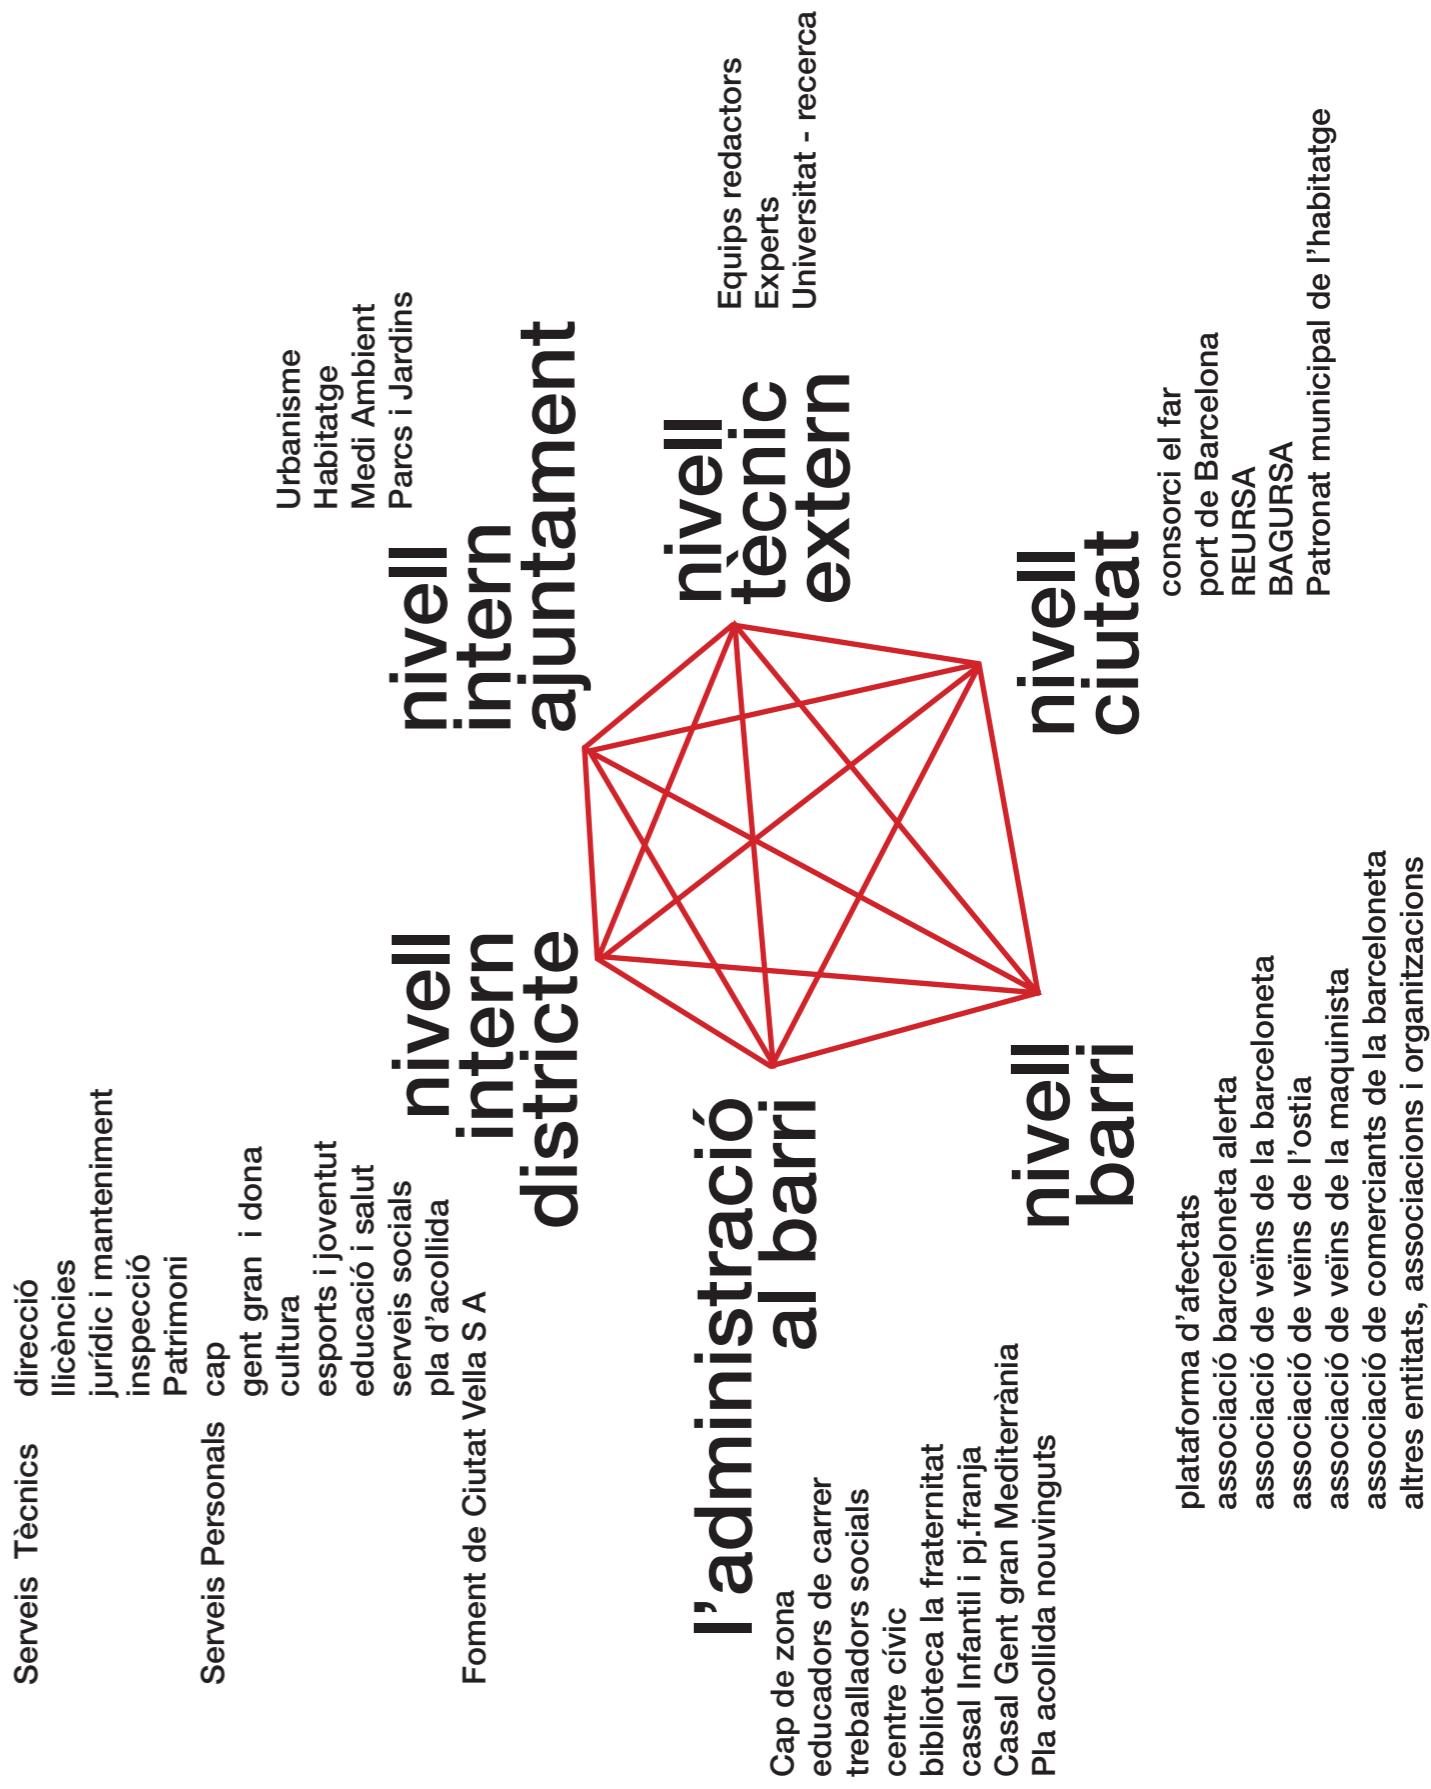 Serveis Tècnics direcció
llicències
jurídic i manteniment
inspecció
Patrimoni
Serveis Personals cap
gent gran i dona
cultura
esports i joventut
educació i salut
serveis socials
pla d'acollida
Foment de Ciutat Vella S A
nivell
intern
districte
Urbanisme
Habitatge
Medi Ambient
Parcs i Jardins
nivell
intern
ajuntament
l'administració
al barri
Cap de zona
educadors de carrer
treballadors socials
centre cívic
biblioteca la fraternitat
casal Infantil i pj.franja
Casal Gent gran Mediterrània
Pla acollida nouvinguts
nivell
tècnic
extern
Equips redactors
Experts
Universitat - recerca
nivell
barri
plataforma d'afectats
associació barceloneta alerta
associació de veïns de la barceloneta
associació de veïns de l'ostia
associació de veïns de la maquinista
associació de comerciants de la barceloneta
altres entitats, associacions i organitzacions
nivell
ciutat
consorci el far
port de Barcelona
REURSA
BAGURSA
Patronat municipal de l'habitatge